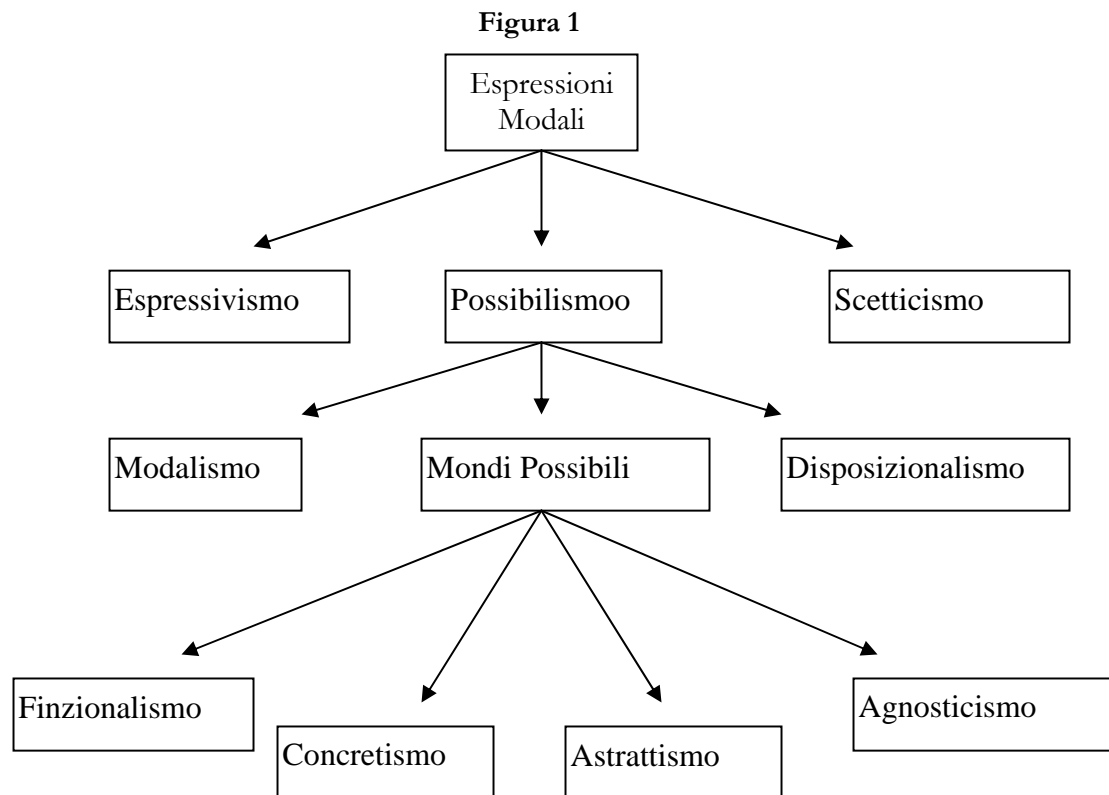 Figura 1
Espressioni
Modali
Espressivismo
Possibilismoo
Scetticismo
Modalismo
Mondi Possibili
Disposizionalismo
Finzionalismo
Concretismo
Astrattismo
Agnosticismo